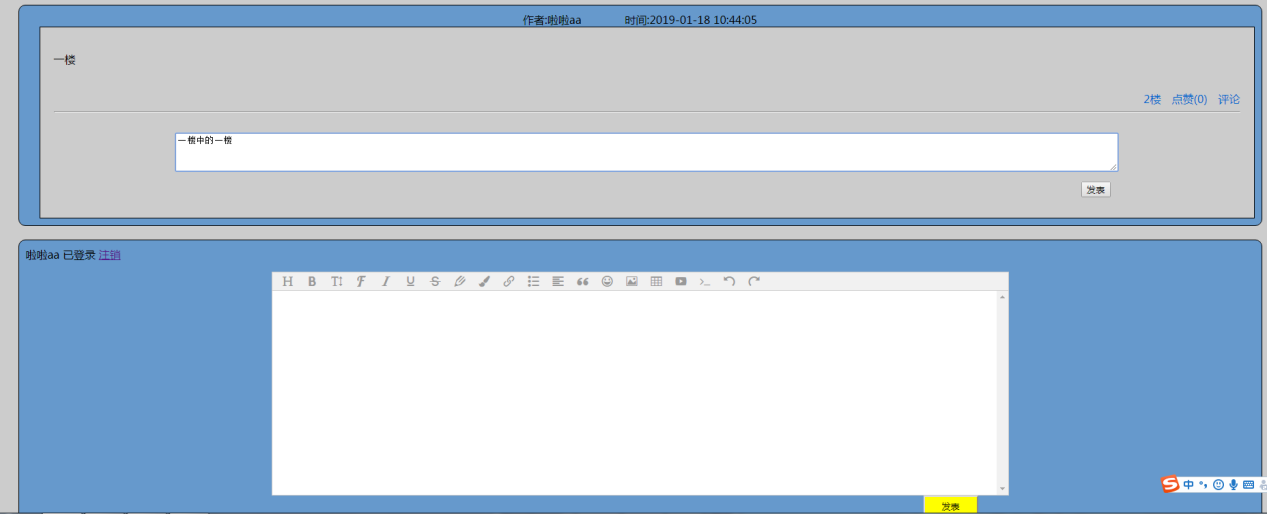 作者:啦啦aa 时间:2019-01-18 10:44:05
一楼
2楼 点赞(0) 评论
一楼中的一楼
发表
啦啦aa 已登录 注销
发表
中